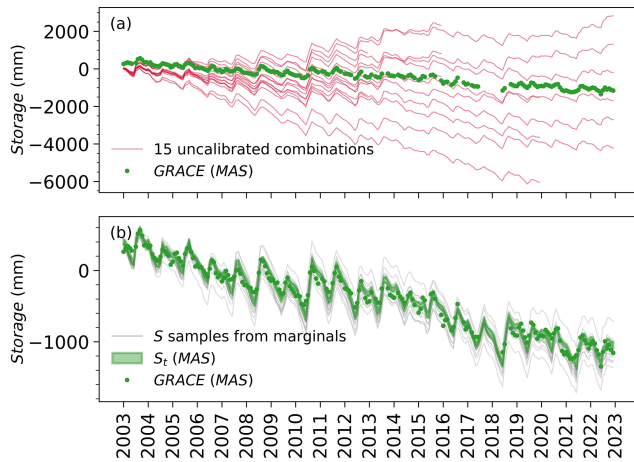 (a)
Storage (mm)
2000
0
−2000
−4000
−6000
15 uncalibrated combinations
GRACE (MAS)
(b)
Storage (mm)
0
−1000
S samples from marginals
St (MAS)
GRACE (MAS)
2003 2004 2005 2006 2007 2008 2009 2010 2011 2012 2013 2014 2015 2016 2017 2018 2019 2020 2021 2022 2023